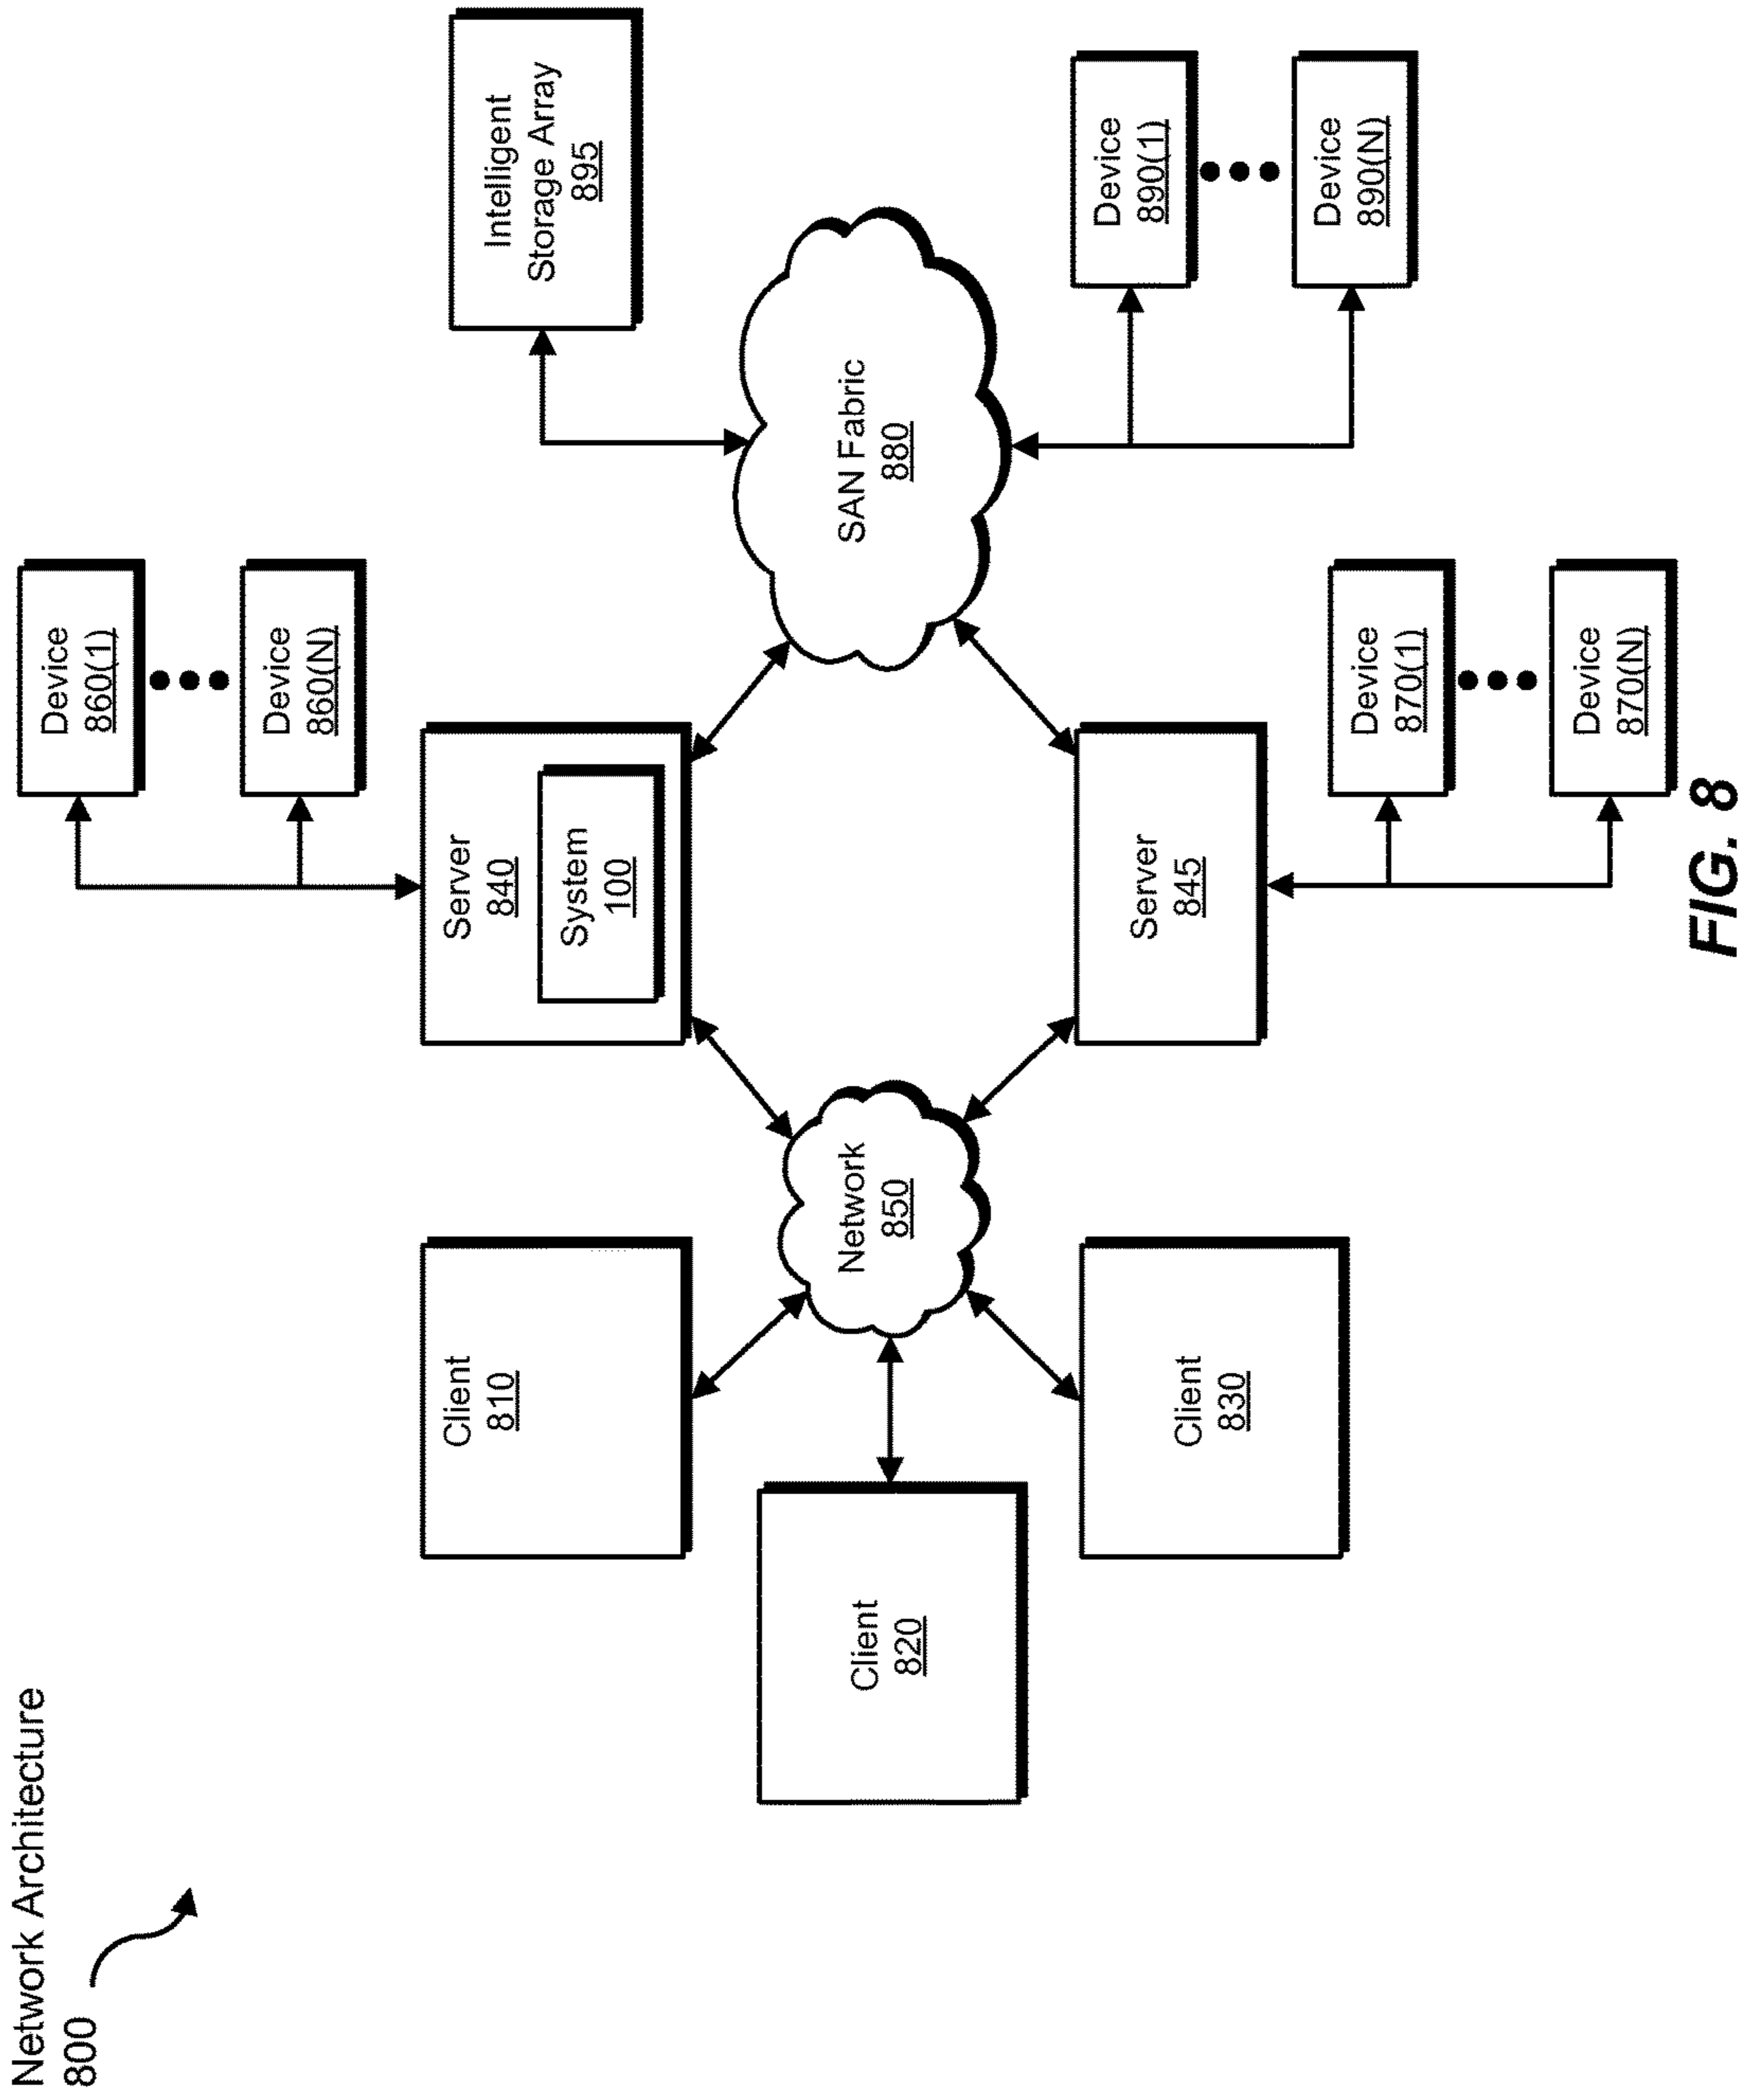 Network Architecture
800
Device
860(1)
Device
860(N)
Server
840
System
100
Intelligent
Storage Array
895
Client
810
Client
820
Client
830
Network
850
SAN Fabric
880
Server
845
Device
890(1)
Device
890(N)
Device
870(1)
Device
870(N)
FIG. 8